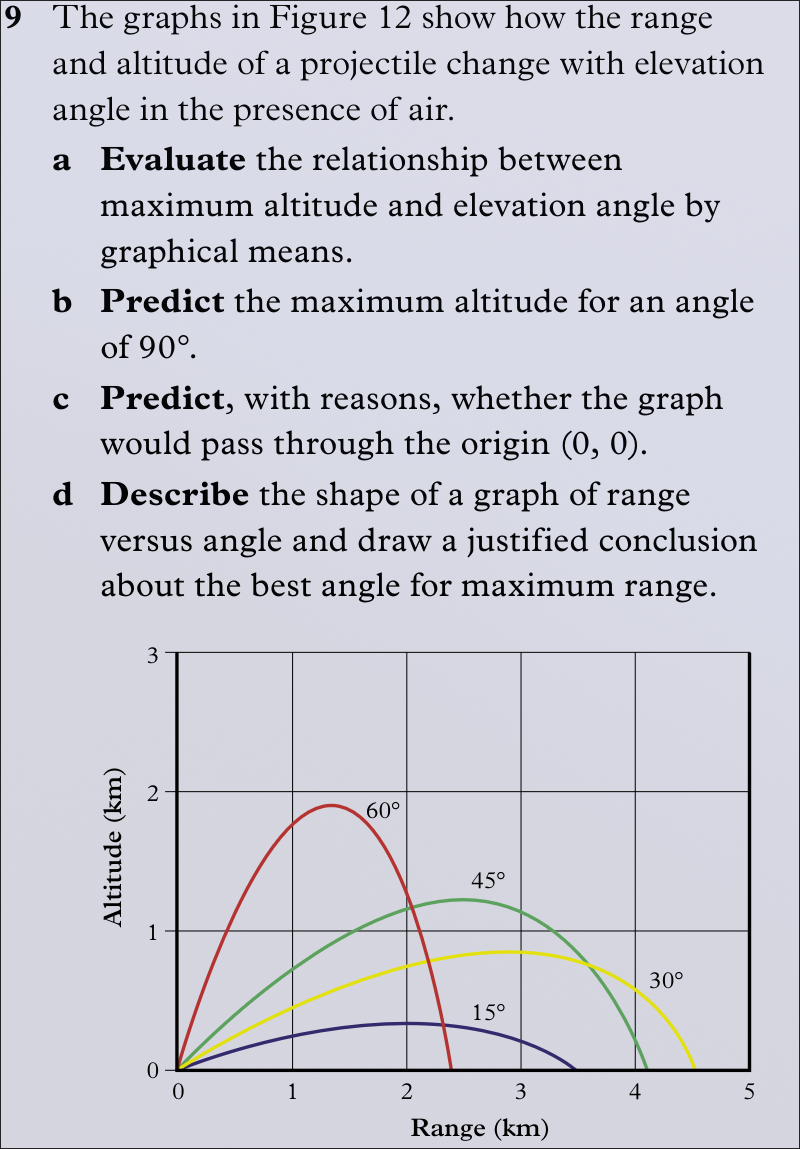 9 The graphs in Figure 12 show how the range
and altitude of a projectile change with elevation
angle in the presence of air.
a Evaluate the relationship between
maximum altitude and elevation angle by
graphical means.
b Predict the maximum altitude for an angle
of 90°.
c Predict, with reasons, whether the graph
would pass through the origin (0, 0).
d Describe the shape of a graph of range
versus angle and draw a justified conclusion
about the best angle for maximum range.
3
2
1
0
Altitude (km)
60°
45°
30°
15°
0 1 2 3 4 5
Range (km)